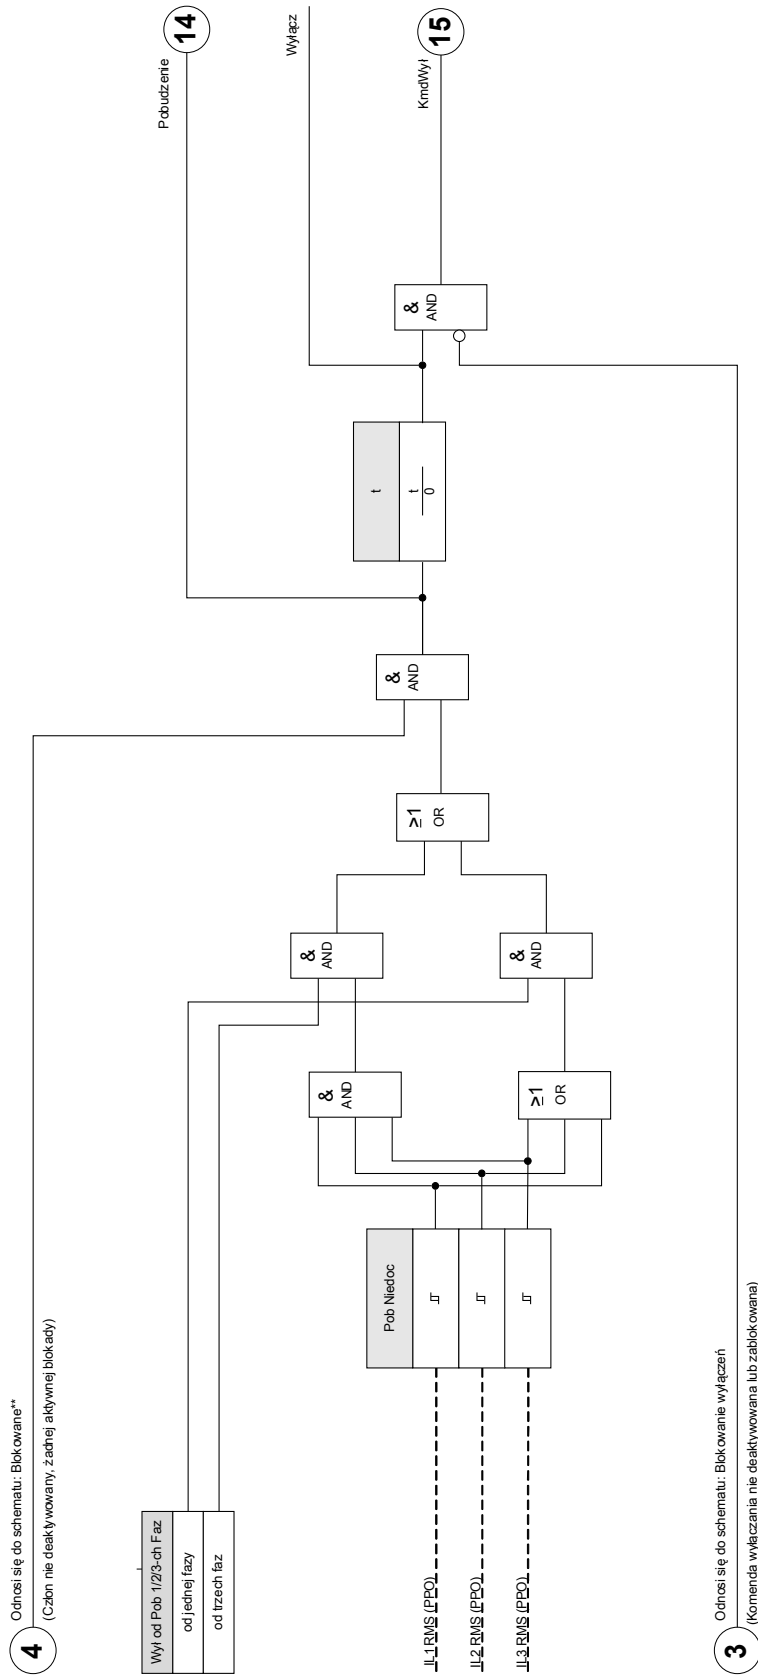 4
Odnosi się do schematu: Blokowane**
(Człon nie deaktywowany, żadnej aktywnej blokady)
Wył od Pob 1/2/3-ch Faz
od jednej fazy
od trzech faz
IL1 RMS (PPO)
IL2 RMS (PPO)
IL3 RMS (PPO)
Pob Niedoc
&
AND
≥1
OR
&
AND
&
AND
≥1
OR
&
AND
t
t
0
&
AND
Pobudzenie
14
Wyłącz
KmdWył
15
3
Odnosi się do schematu: Blokowanie wyłączeń
(Komenda wyłączania nie deaktywowana lub zablokowana)